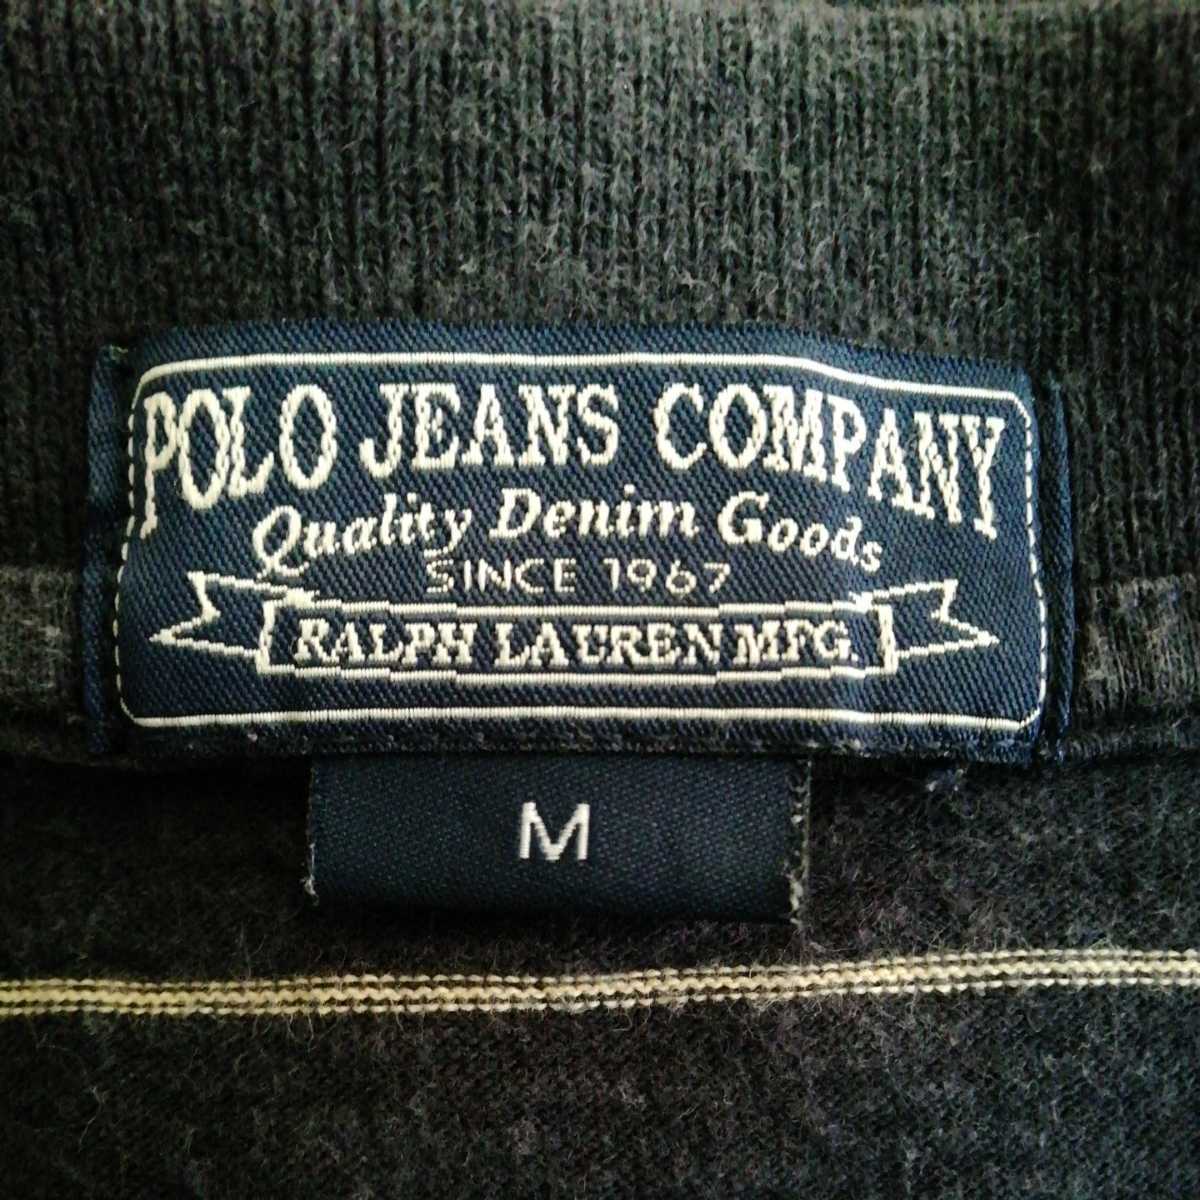 POLO JEANS COMPANY
Quality Denim Goods
SINCE 1967
RALPH LAUREN MFG.
M